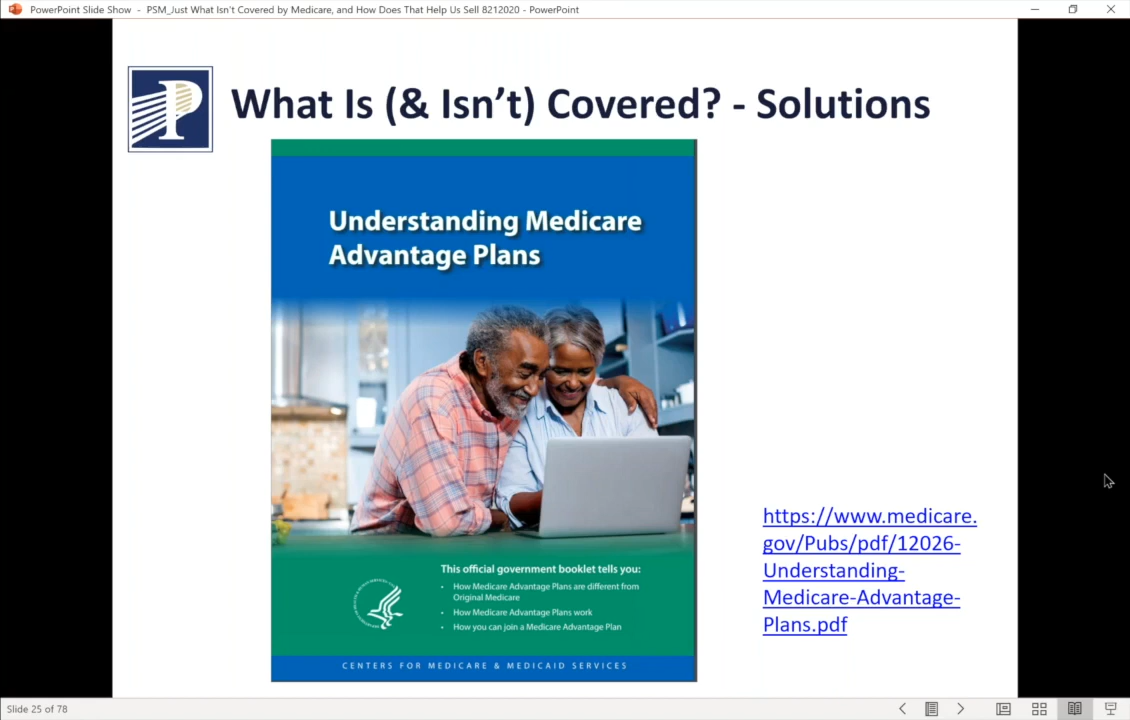 PowerPoint Slide Show - PSM_Just What Isn't Covered by Medicare, and How Does That Help Us Sell 8212020 - PowerPoint
P
What Is (& Isn't) Covered? - Solutions
Understanding Medicare
Advantage Plans
https://www.medicare.
gov/Pubs/pdf/12026-
Understanding-
Medicare-Advantage-
Plans.pdf
This official government booklet tells you:
• How Medicare Advantage Plans are different from
Original Medicare
• How Medicare Advantage Plans work
• How you can join a Medicare Advantage Plan
CENTERS FOR MEDICARE & MEDICAID SERVICES
Slide 25 of 78